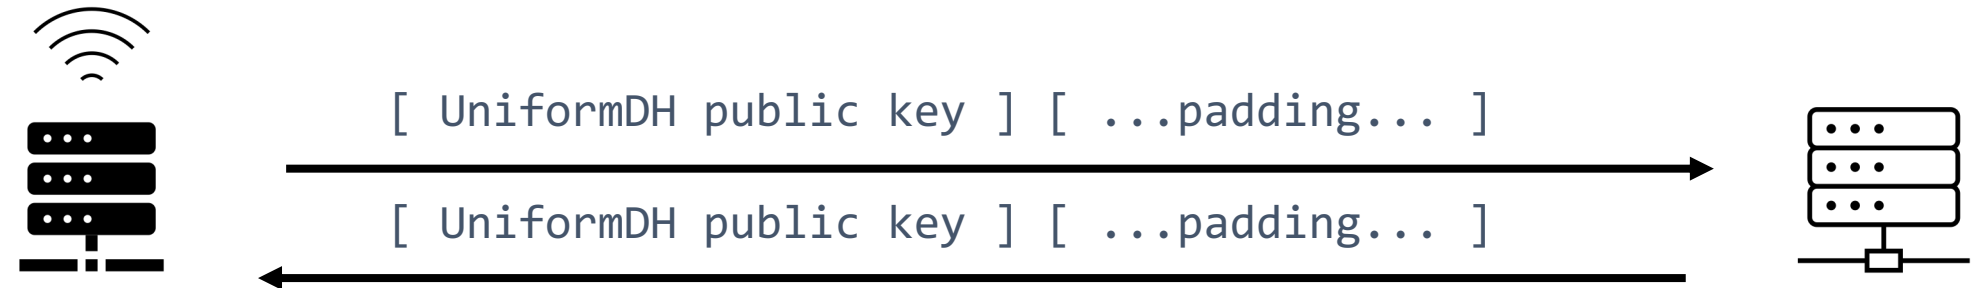 [ UniformDH public key ] [ ...padding... ]
[ UniformDH public key ] [ ...padding... ]